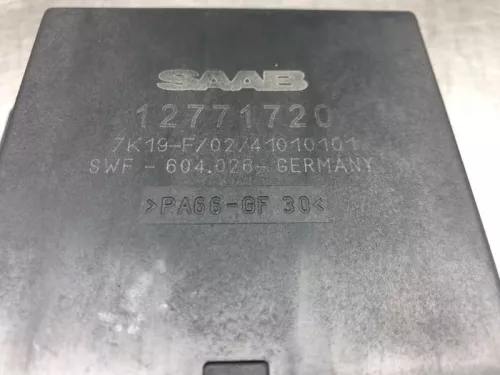 SAAB
12771720
7K19-F/02/41010101
SWF - 604.026- GERMANY
>PA66-GF 30<